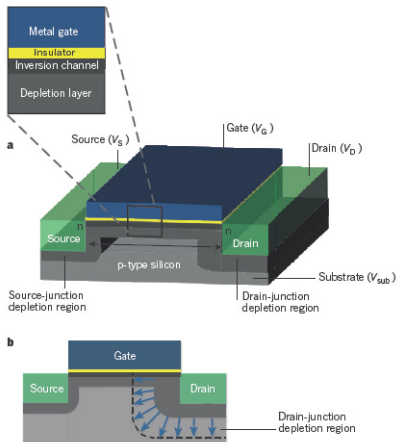 Metal gate
Insulator
Inversion channel
Depletion layer
a
Source (VS)
Gate (VG)
Drain (VD)
n
n
Source
Drain
p-type silicon
Substrate (Vsub)
Source-junction
depletion region
Drain-junction
depletion region
b
Gate
Source
Drain
Drain-junction
depletion region